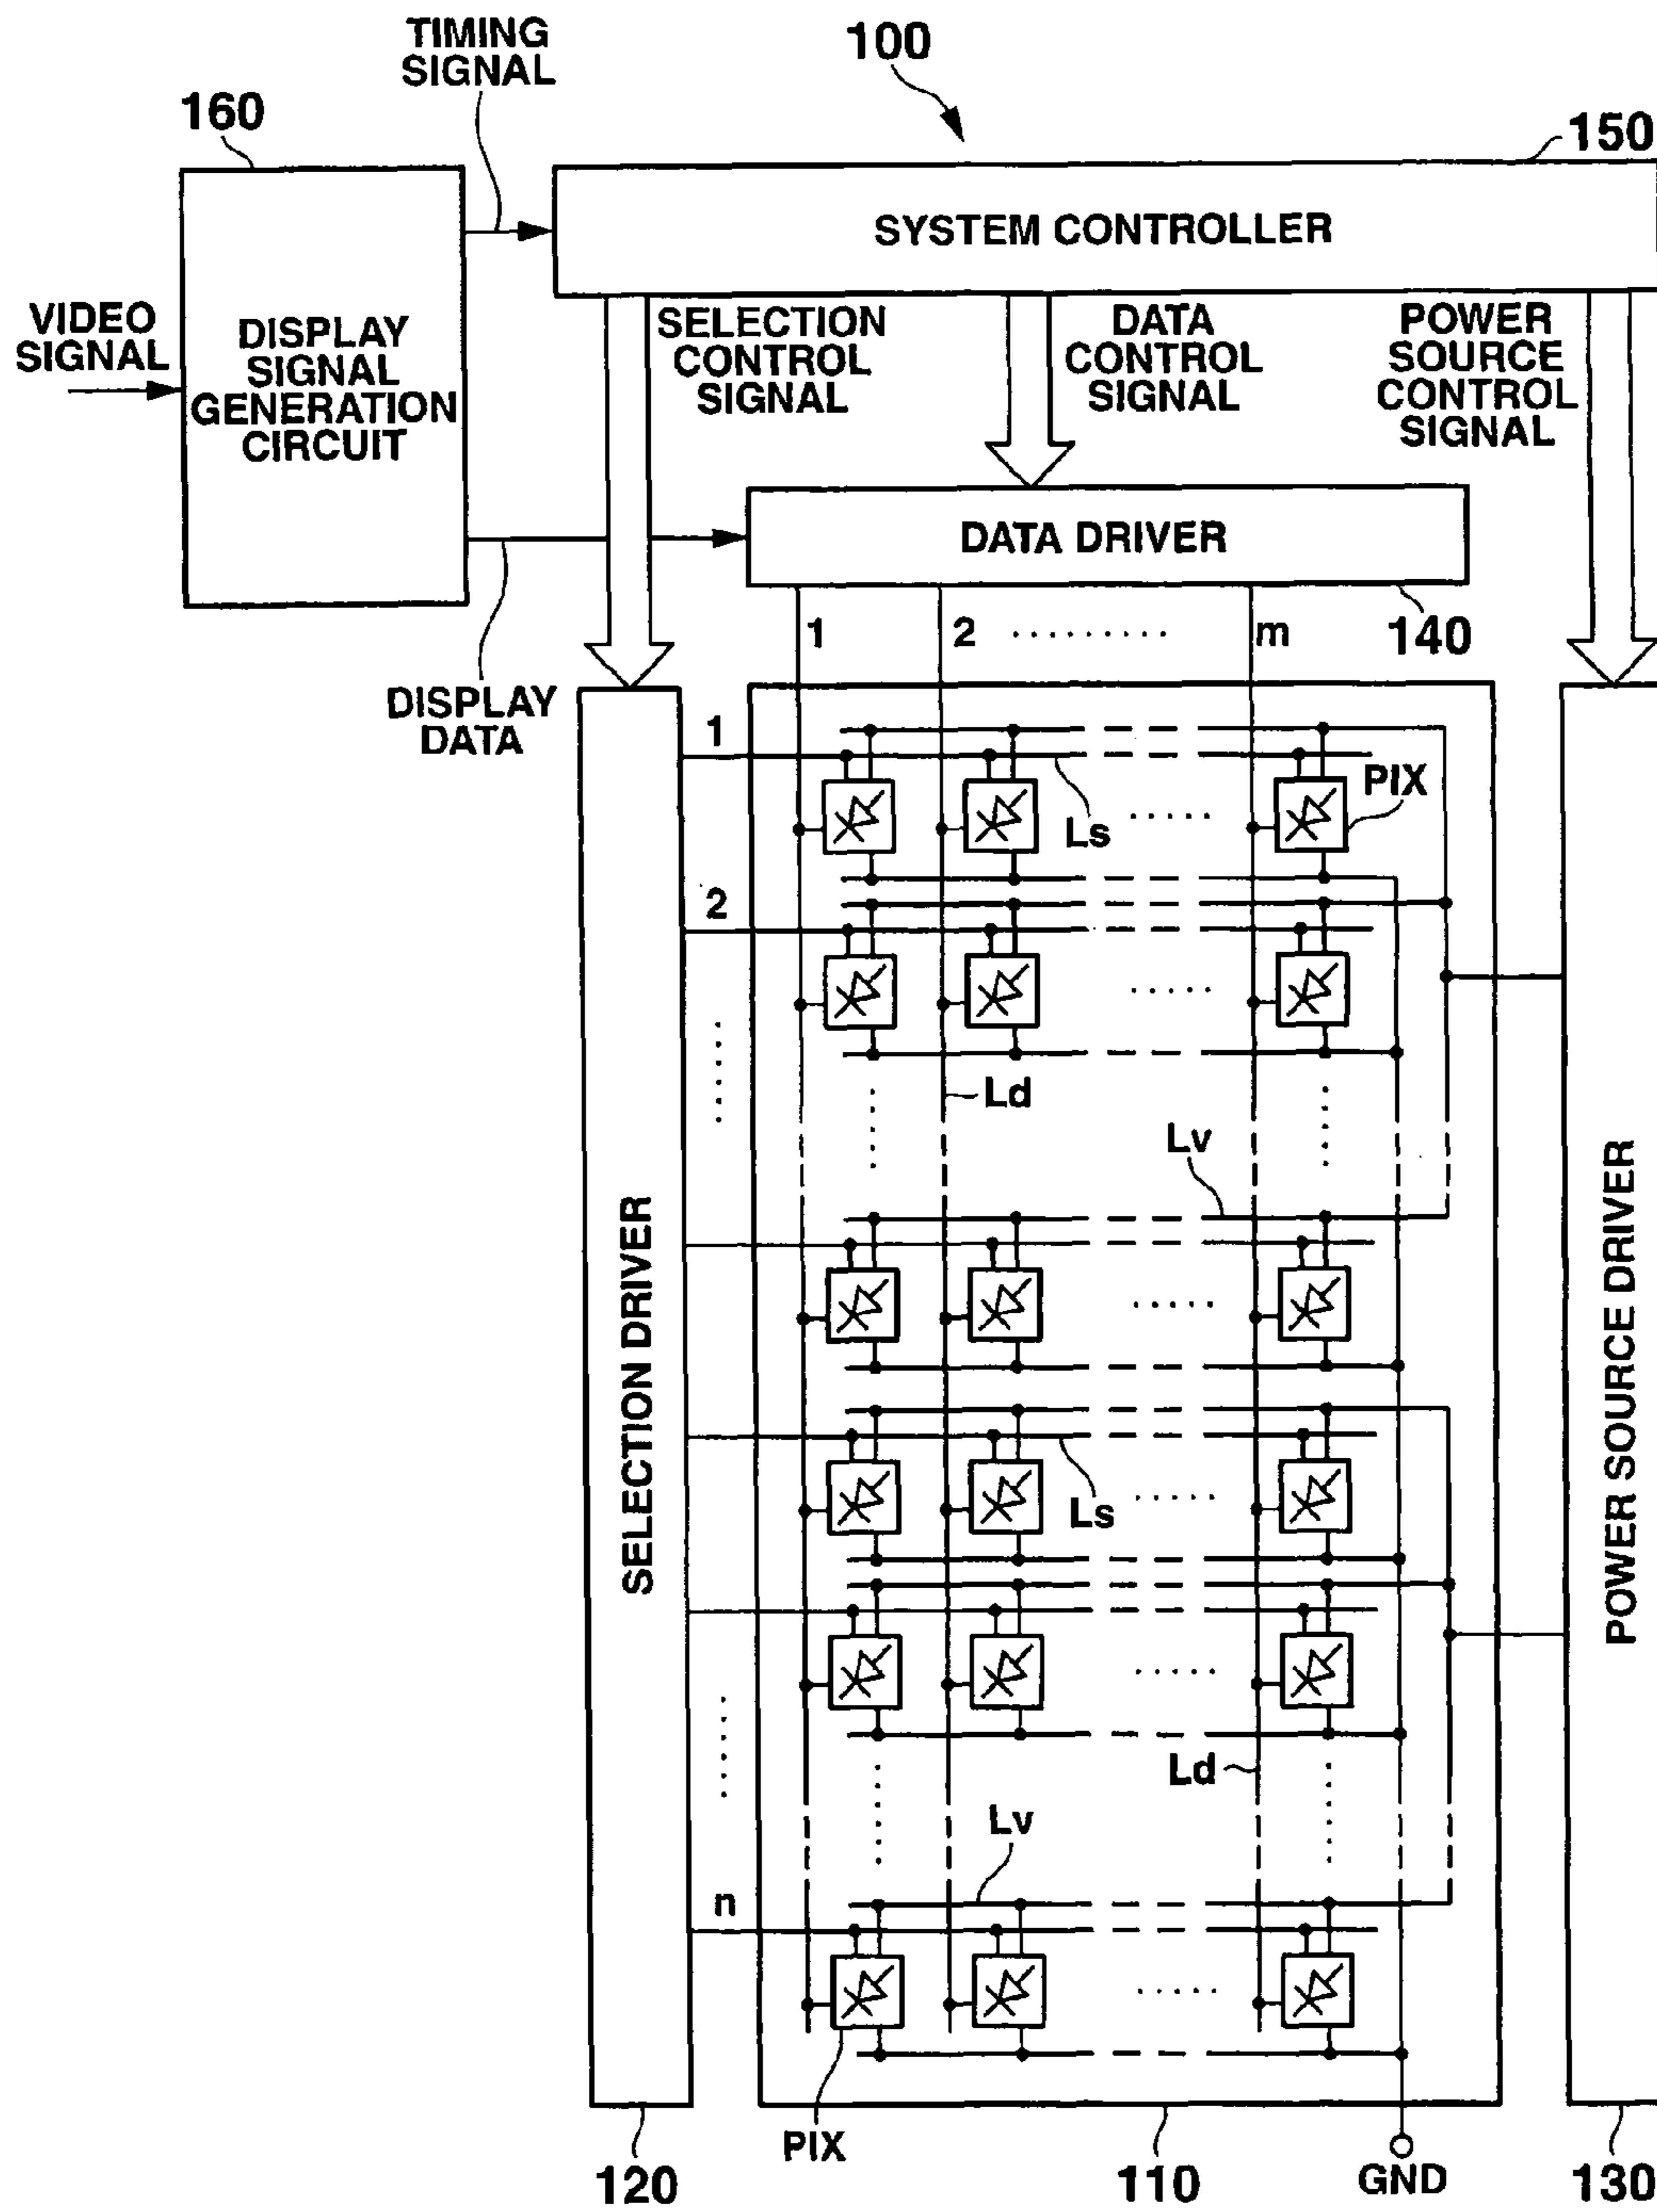 TIMING
SIGNAL
100
160
150
SYSTEM CONTROLLER
VIDEO
SIGNAL
DISPLAY
SIGNAL
GENERATION
CIRCUIT
SELECTION
CONTROL
SIGNAL
DATA
CONTROL
SIGNAL
POWER
SOURCE
CONTROL
SIGNAL
DATA DRIVER
1
2
m
140
DISPLAY
DATA
1
PIX
Ls
2
Ld
Lv
SELECTION DRIVER
POWER SOURCE DRIVER
Ls
Ld
Lv
n
PIX
120
110
GND
130